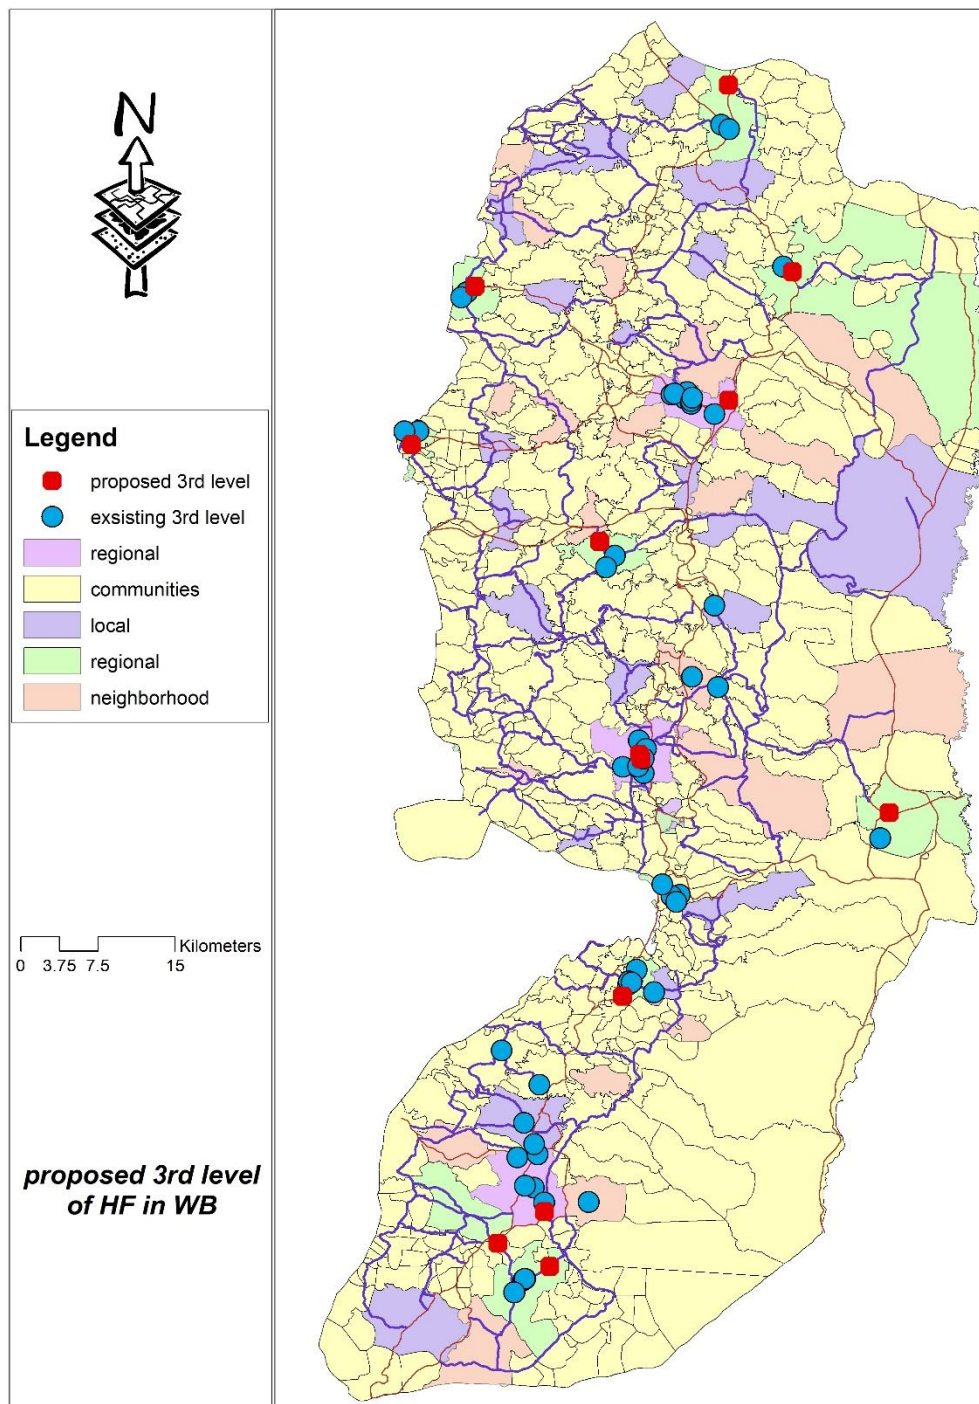 N
Legend
proposed 3rd level
exsisting 3rd level
regional
communities
local
regional
neighborhood
Kilometers
0 3.75 7.5 15
proposed 3rd level
of HF in WB